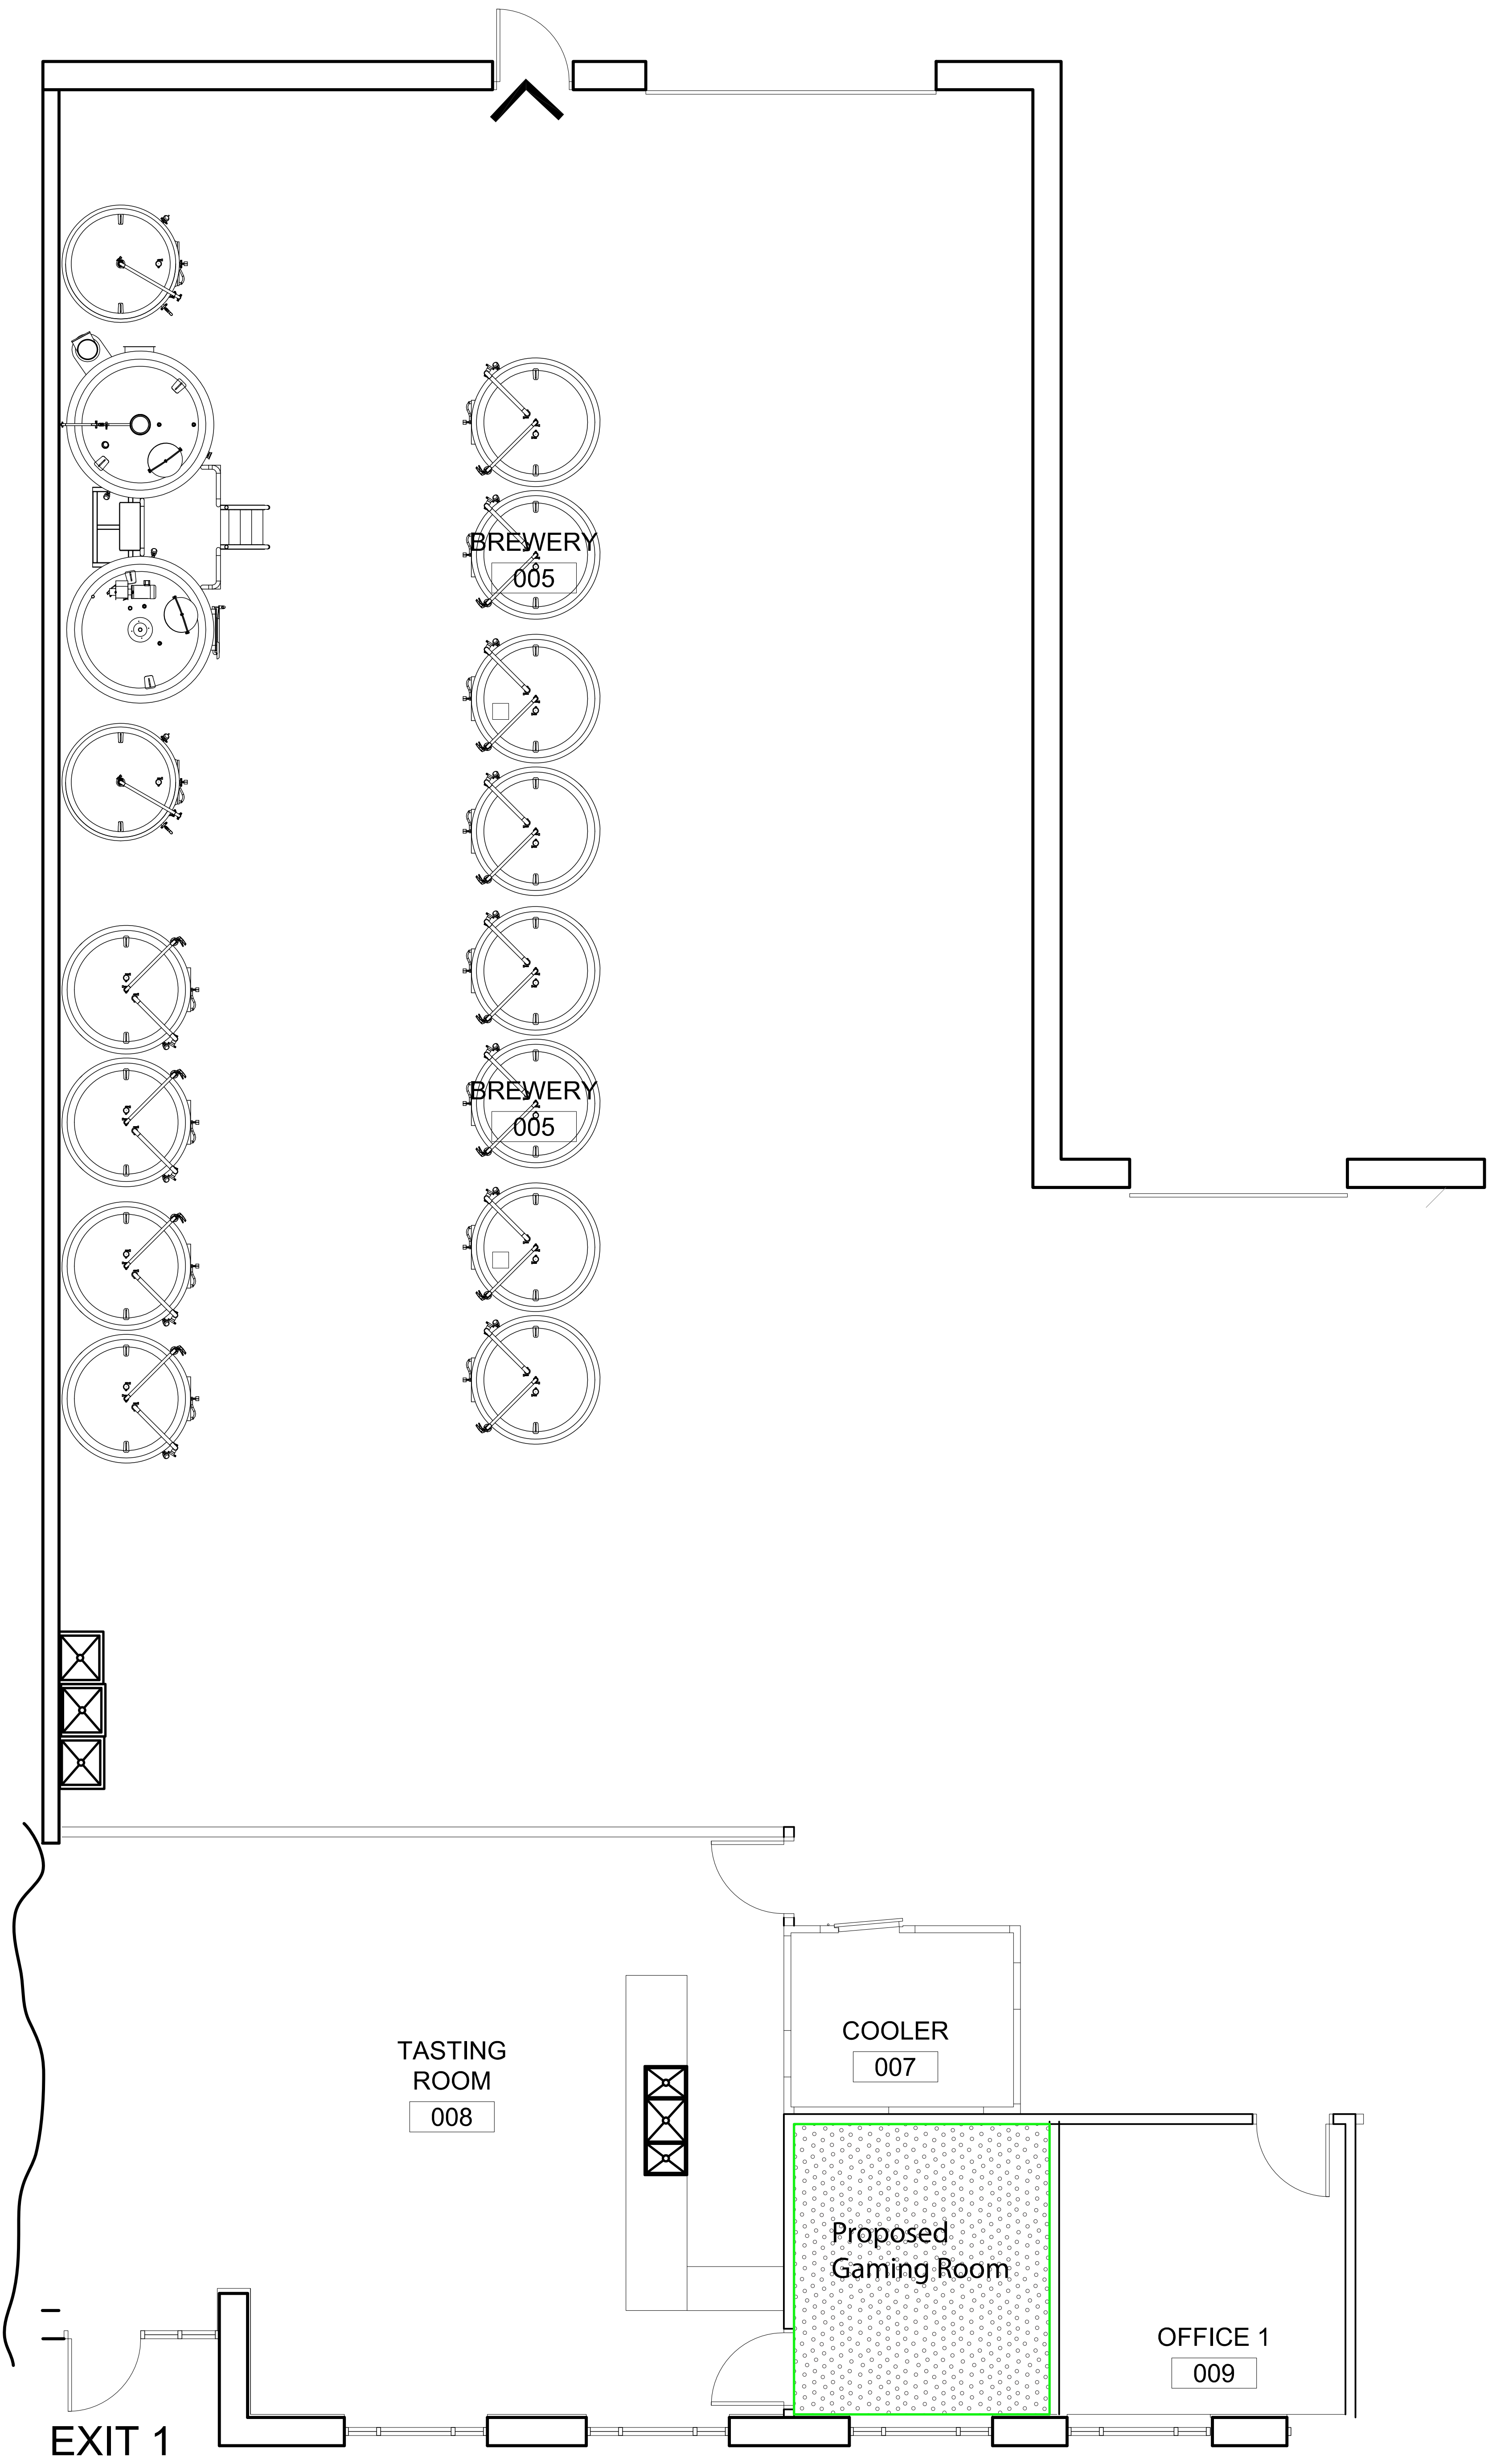 BREWERY
005
BREWERY
005
TASTING
ROOM
008
COOLER
007
Proposed
Gaming Room
OFFICE 1
009
EXIT 1